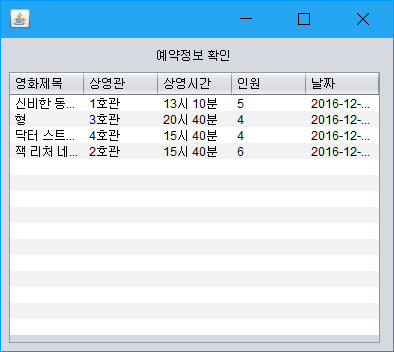 예약정보 확인
영화제목 상영관 상영시간 인원 날짜
신비한 동... 1호관 13시 10분 5 2016-12-...
형 3호관 20시 40분 4 2016-12-...
닥터 스트... 4호관 15시 40분 4 2016-12-...
잭 리처 네... 2호관 15시 40분 6 2016-12-...